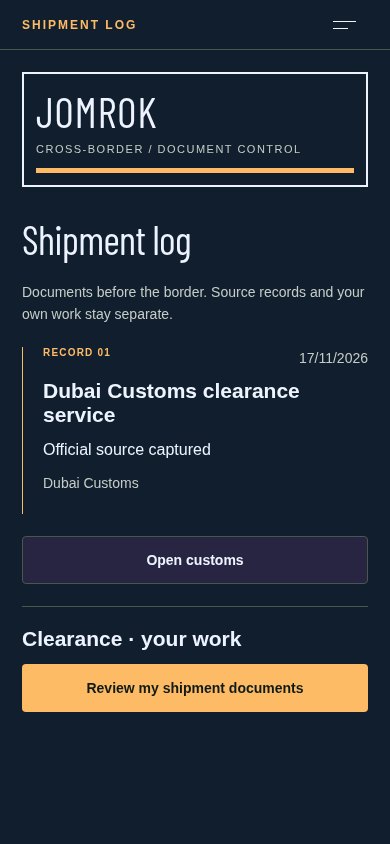 SHIPMENT LOG
JOMROK
CROSS-BORDER / DOCUMENT CONTROL
Shipment log
Documents before the border. Source records and your
own work stay separate.
RECORD 01
17/11/2026
Dubai Customs clearance
service
Official source captured
Dubai Customs
Open customs
Clearance · your work
Review my shipment documents